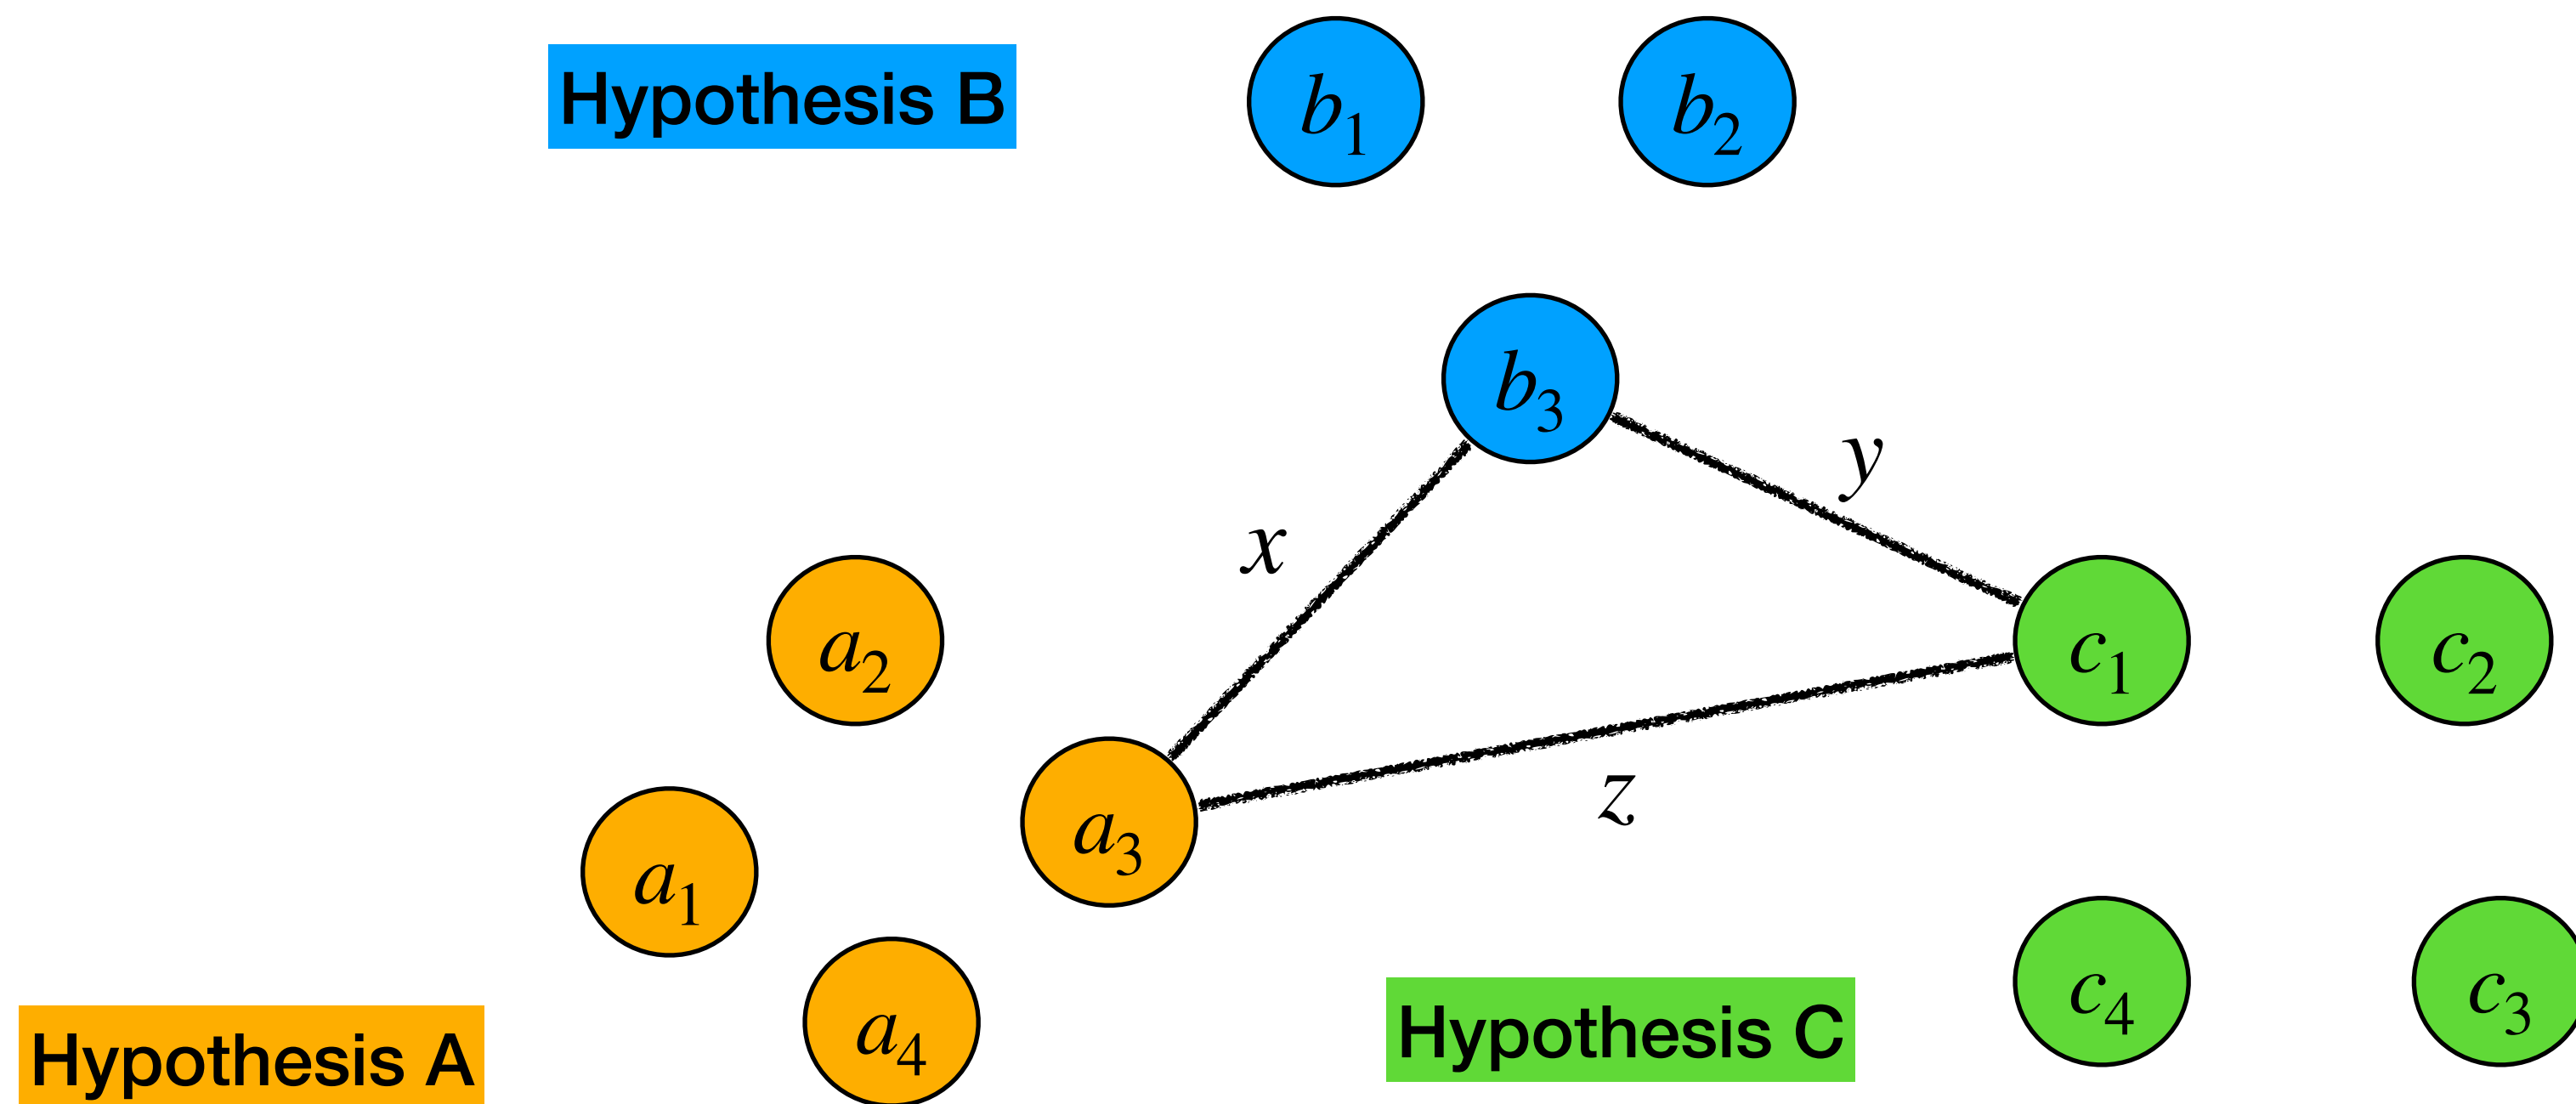 Hypothesis B
b₁
b₂
b₃
y
x
a₂
c₁
c₂
a₃
z
a₁
c₄
c₃
a₄
Hypothesis C
Hypothesis A